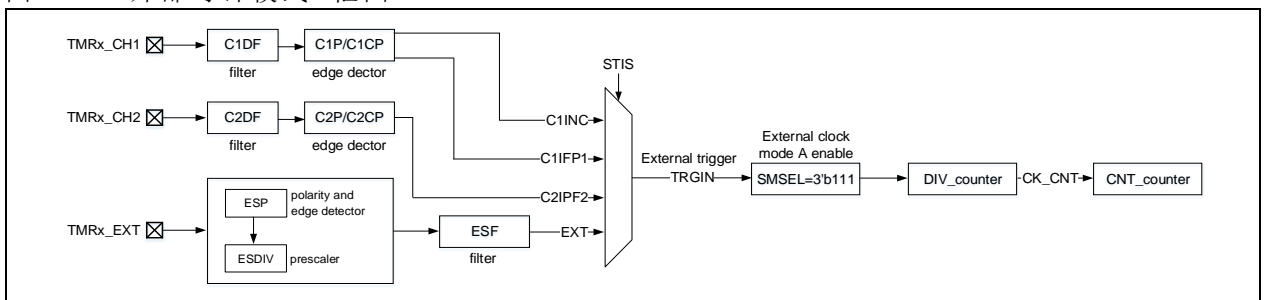 TMRx_CH1
C1DF
filter
C1P/C1CP
edge dector
STIS
TMRx_CH2
C2DF
filter
C2P/C2CP
edge dector
C1INC
C1IFP1
C2IPF2
EXT
External trigger
TRGIN
External clock
mode A enable
SMSEL=3'b111
DIV_counter
CK_CNT
CNT_counter
TMRx_EXT
ESP
polarity and
edge detector
ESDIV
prescaler
ESF
filter